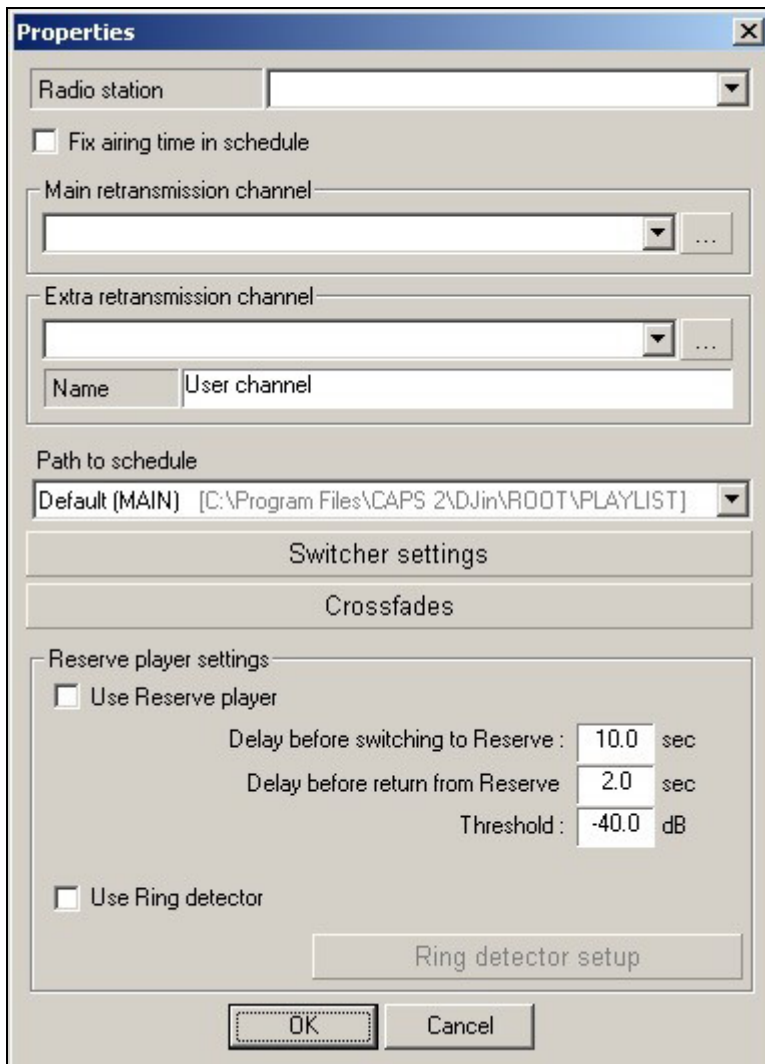 Properties
Radio station
Fix airing time in schedule
Main retransmission channel
...
Extra retransmission channel
...
Name User channel
Path to schedule
Default (MAIN) [C:\Program Files\CAPS 2\DJin\ROOT\PLAYLIST]
Switcher settings
Crossfades
Reserve player settings
Use Reserve player
Delay before switching to Reserve : 10.0 sec
Delay before return from Reserve 2.0 sec
Threshold : -40.0 dB
Use Ring detector
Ring detector setup
OK Cancel